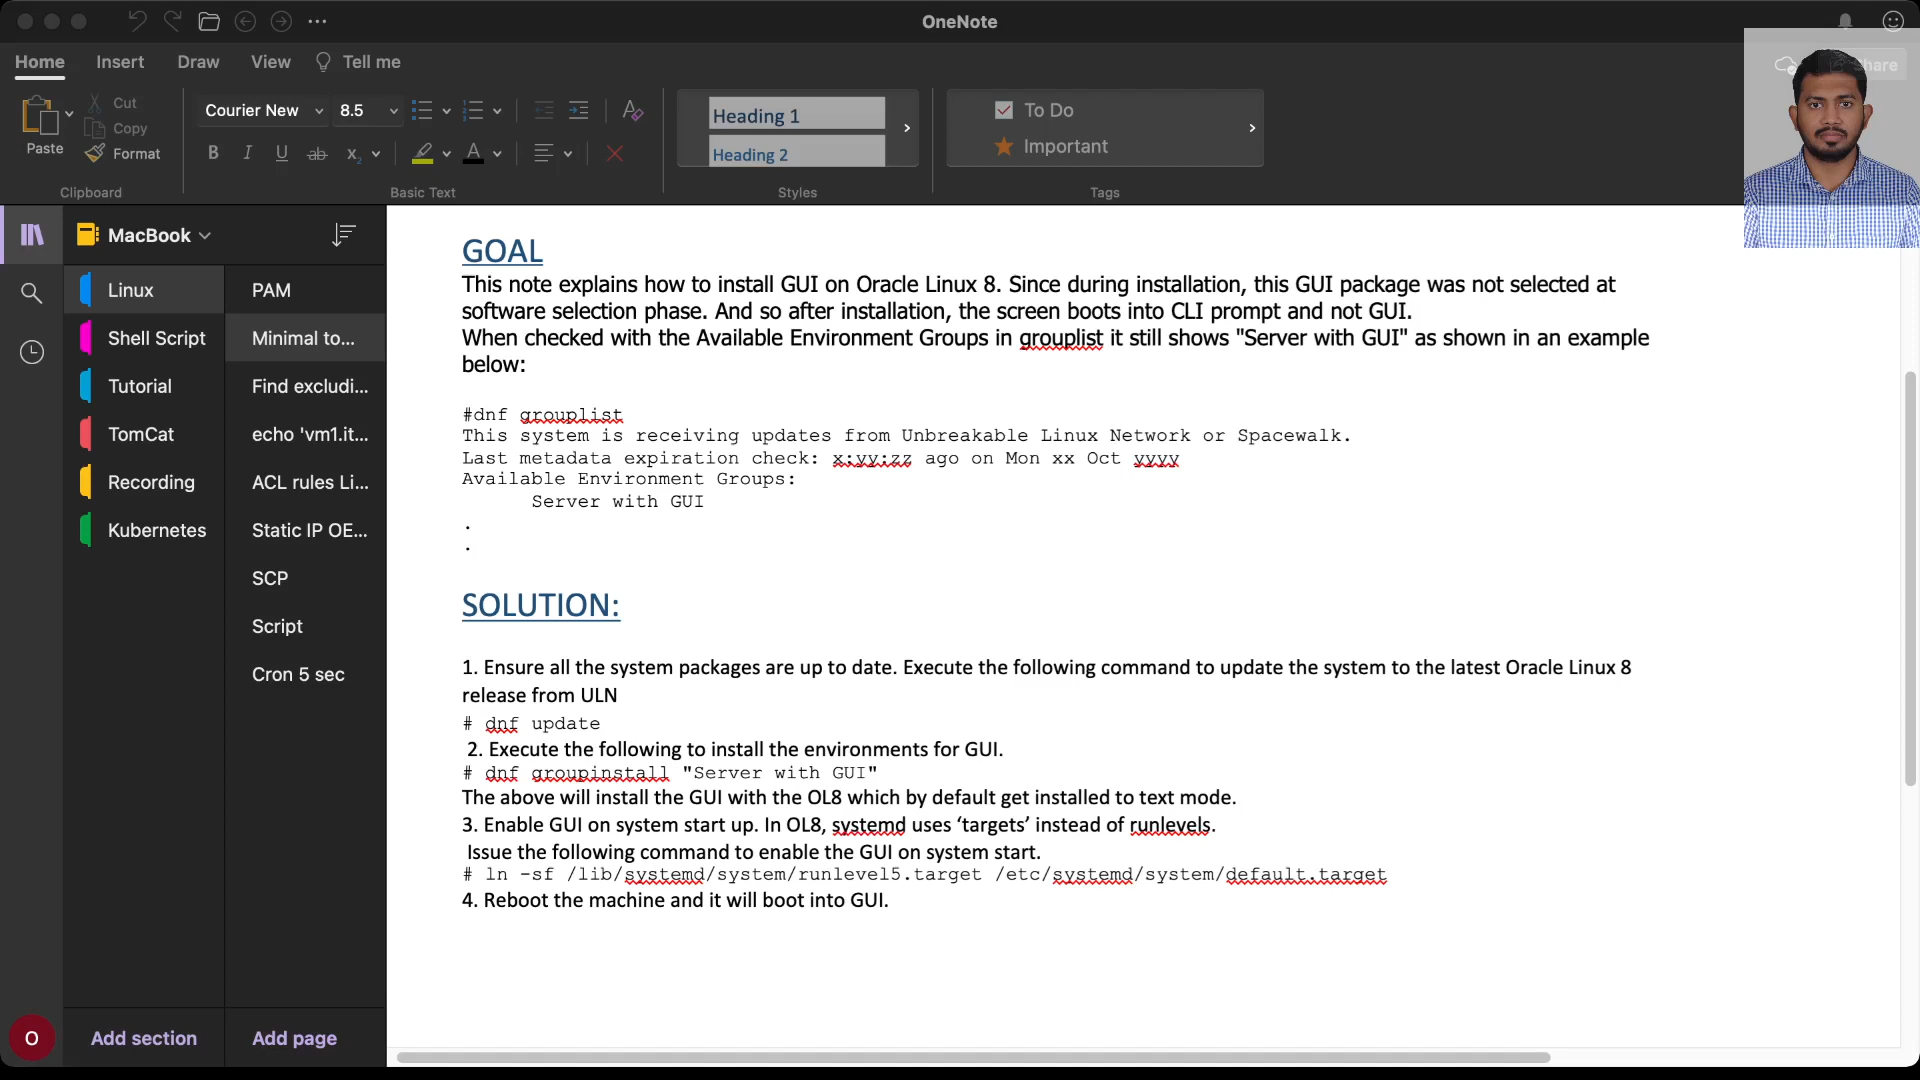 OneNote
Home Insert Draw View Tell me
Share
Paste
Cut
Copy
Format
Clipboard
Courier New 8.5
B I U ab x₂ A
Basic Text
Heading 1
Heading 2
Styles
To Do
Important
Tags
MacBook
Linux
Shell Script
Tutorial
TomCat
Recording
Kubernetes
PAM
Minimal to...
Find excludi...
echo 'vm1.it...
ACL rules Li...
Static IP OE...
SCP
Script
Cron 5 sec
GOAL
This note explains how to install GUI on Oracle Linux 8. Since during installation, this GUI package was not selected at
software selection phase. And so after installation, the screen boots into CLI prompt and not GUI.
When checked with the Available Environment Groups in grouplist it still shows "Server with GUI" as shown in an example
below:
#dnf grouplist
This system is receiving updates from Unbreakable Linux Network or Spacewalk.
Last metadata expiration check: x:yy:zz ago on Mon xx Oct yyyy
Available Environment Groups:
Server with GUI
.
.
SOLUTION:
1. Ensure all the system packages are up to date. Execute the following command to update the system to the latest Oracle Linux 8
release from ULN
# dnf update
2. Execute the following to install the environments for GUI.
# dnf groupinstall "Server with GUI"
The above will install the GUI with the OL8 which by default get installed to text mode.
3. Enable GUI on system start up. In OL8, systemd uses ‘targets’ instead of runlevels.
Issue the following command to enable the GUI on system start.
# ln -sf /lib/systemd/system/runlevel5.target /etc/systemd/system/default.target
4. Reboot the machine and it will boot into GUI.
O
Add section
Add page